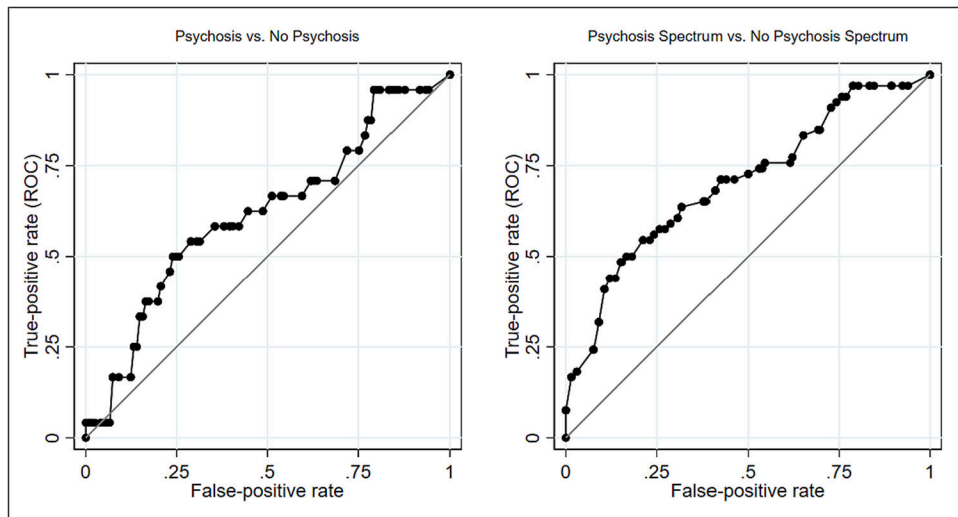 Psychosis vs. No Psychosis
True-positive rate (ROC)
1
.75
.5
.25
0
0 .25 .5 .75 1
False-positive rate
Psychosis Spectrum vs. No Psychosis Spectrum
True-positive rate (ROC)
1
.75
.5
.25
0
0 .25 .5 .75 1
False-positive rate